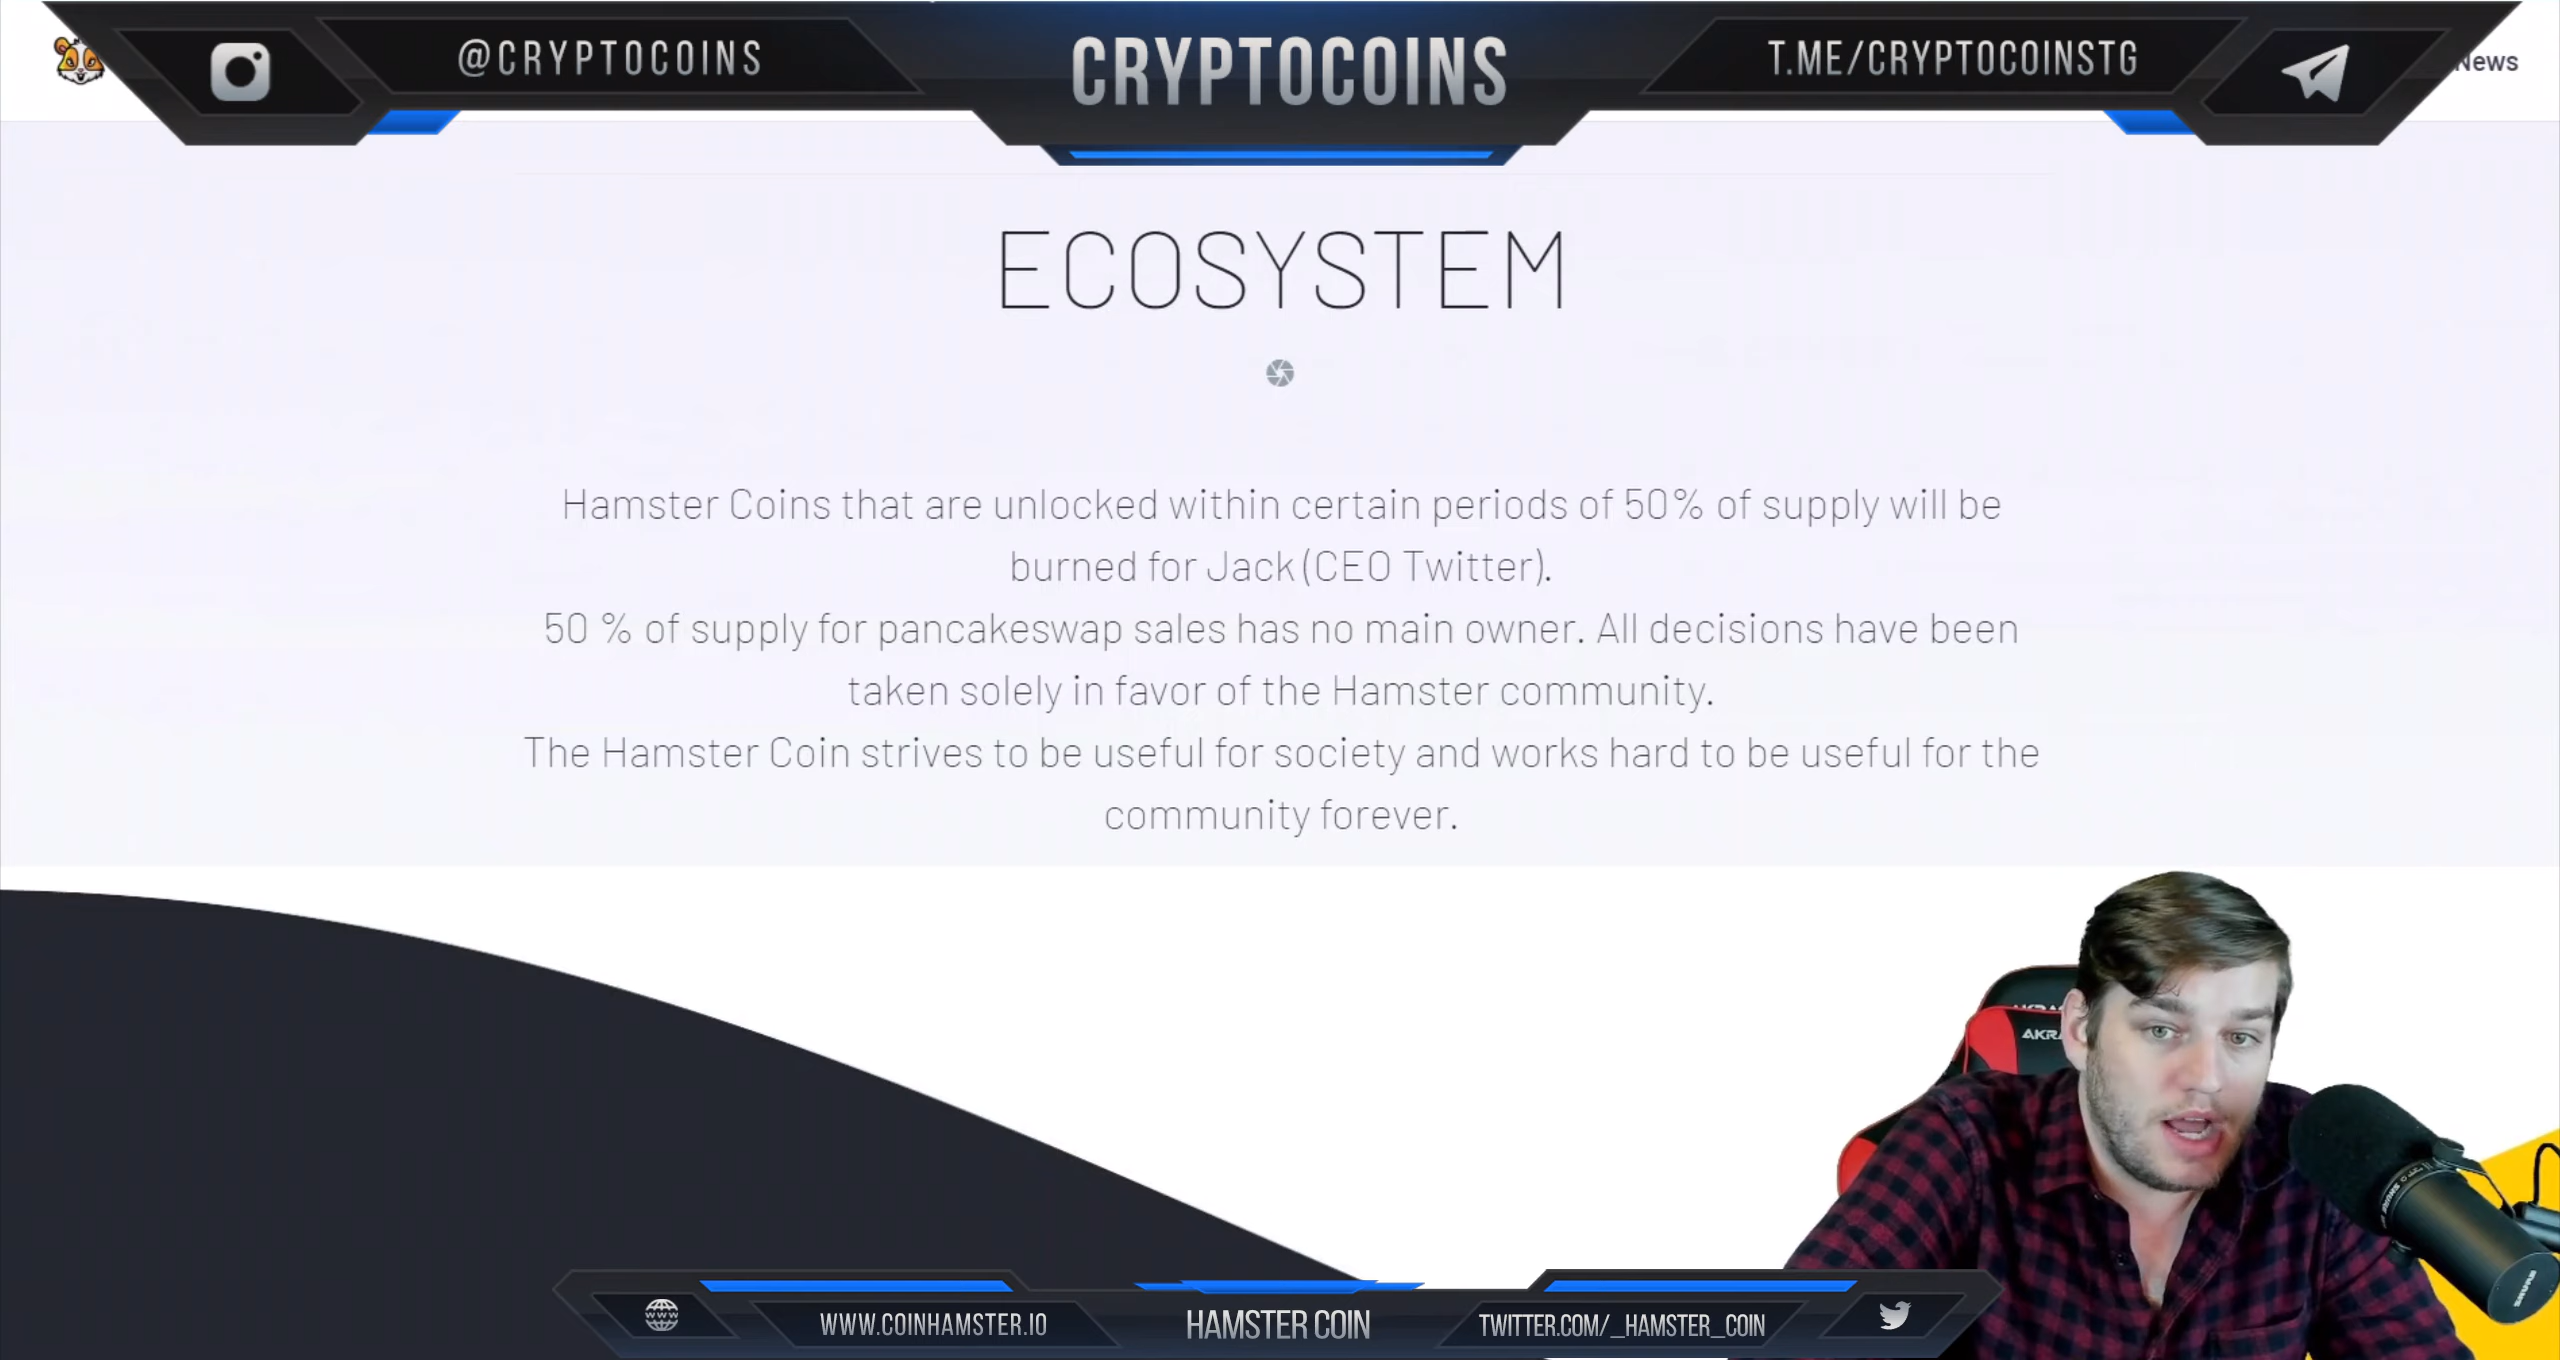 @CRYPTOCOINS
CRYPTOCOINS
T.ME/CRYPTOCOINSTG
News
ECOSYSTEM
Hamster Coins that are unlocked within certain periods of 50% of supply will be
burned for Jack(CEO Twitter).
50 % of supply for pancakeswap sales has no main owner. All decisions have been
taken solely in favor of the Hamster community.
The Hamster Coin strives to be useful for society and works hard to be useful for the
community forever.
WWW.COINHAMSTER.IO
HAMSTER COIN
TWITTER.COM/_HAMSTER_COIN